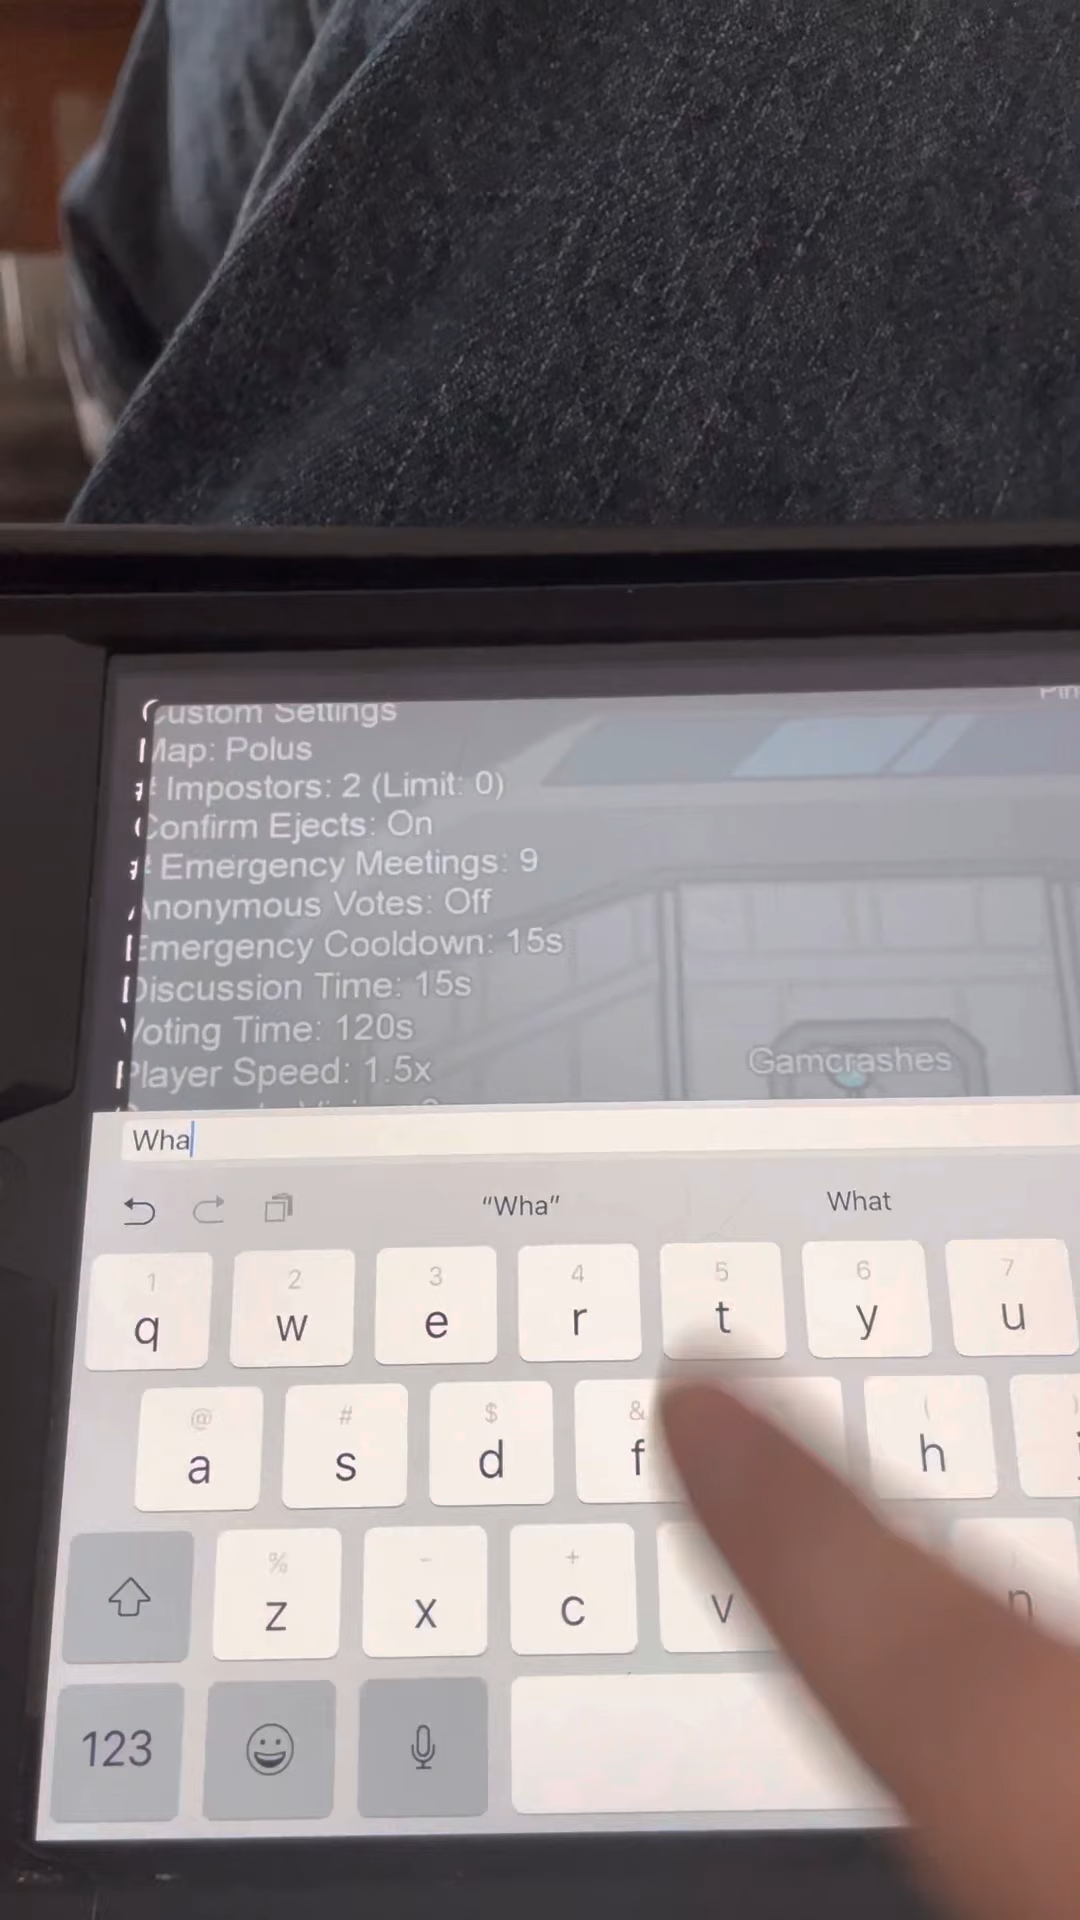 Custom Settings
Map: Polus
# Impostors: 2 (Limit: 0)
Confirm Ejects: On
# Emergency Meetings: 9
Anonymous Votes: Off
Emergency Cooldown: 15s
Discussion Time: 15s
Voting Time: 120s
Player Speed: 1.5x
Gamcrashes
Wha
"Wha" What
1 2 3 4 5 6 7
q w e r t y u
@ # $ & (
a s d f h
% - +
z x c v n
123